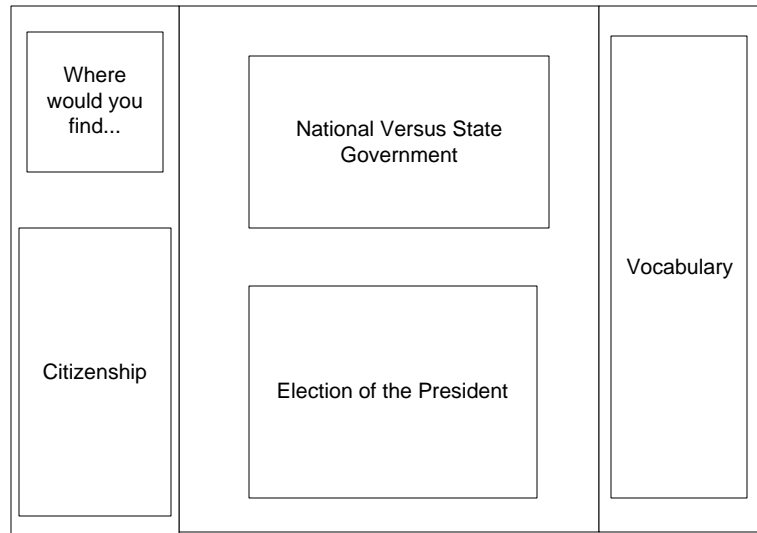 Where
would you
find...
Citizenship
National Versus State
Government
Election of the President
Vocabulary